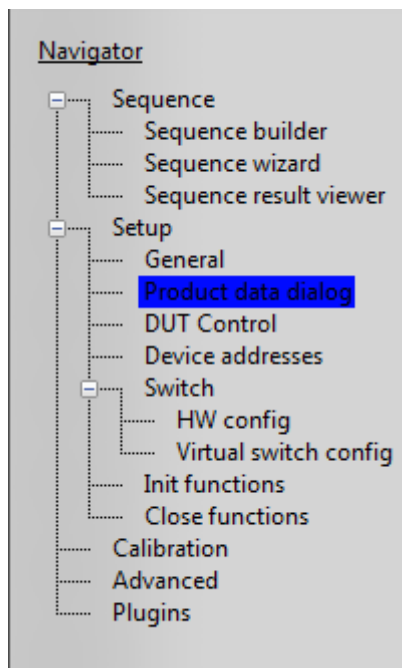 Navigator
Sequence
Sequence builder
Sequence wizard
Sequence result viewer
Setup
General
Product data dialog
DUT Control
Device addresses
Switch
HW config
Virtual switch config
Init functions
Close functions
Calibration
Advanced
Plugins